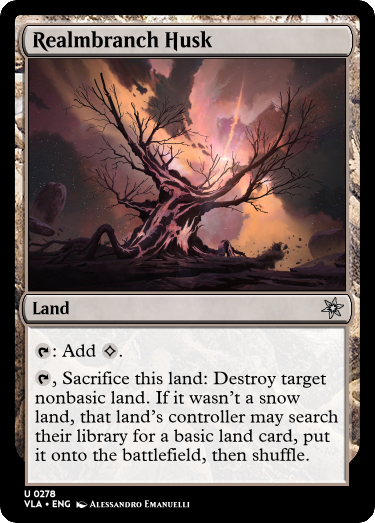 Realmbranch Husk
Land
: Add .
, Sacrifice this land: Destroy target
nonbasic land. If it wasn't a snow
land, that land's controller may search
their library for a basic land card, put
it onto the battlefield, then shuffle.
U 0278
VLA • ENG Alessandro Emanuelli